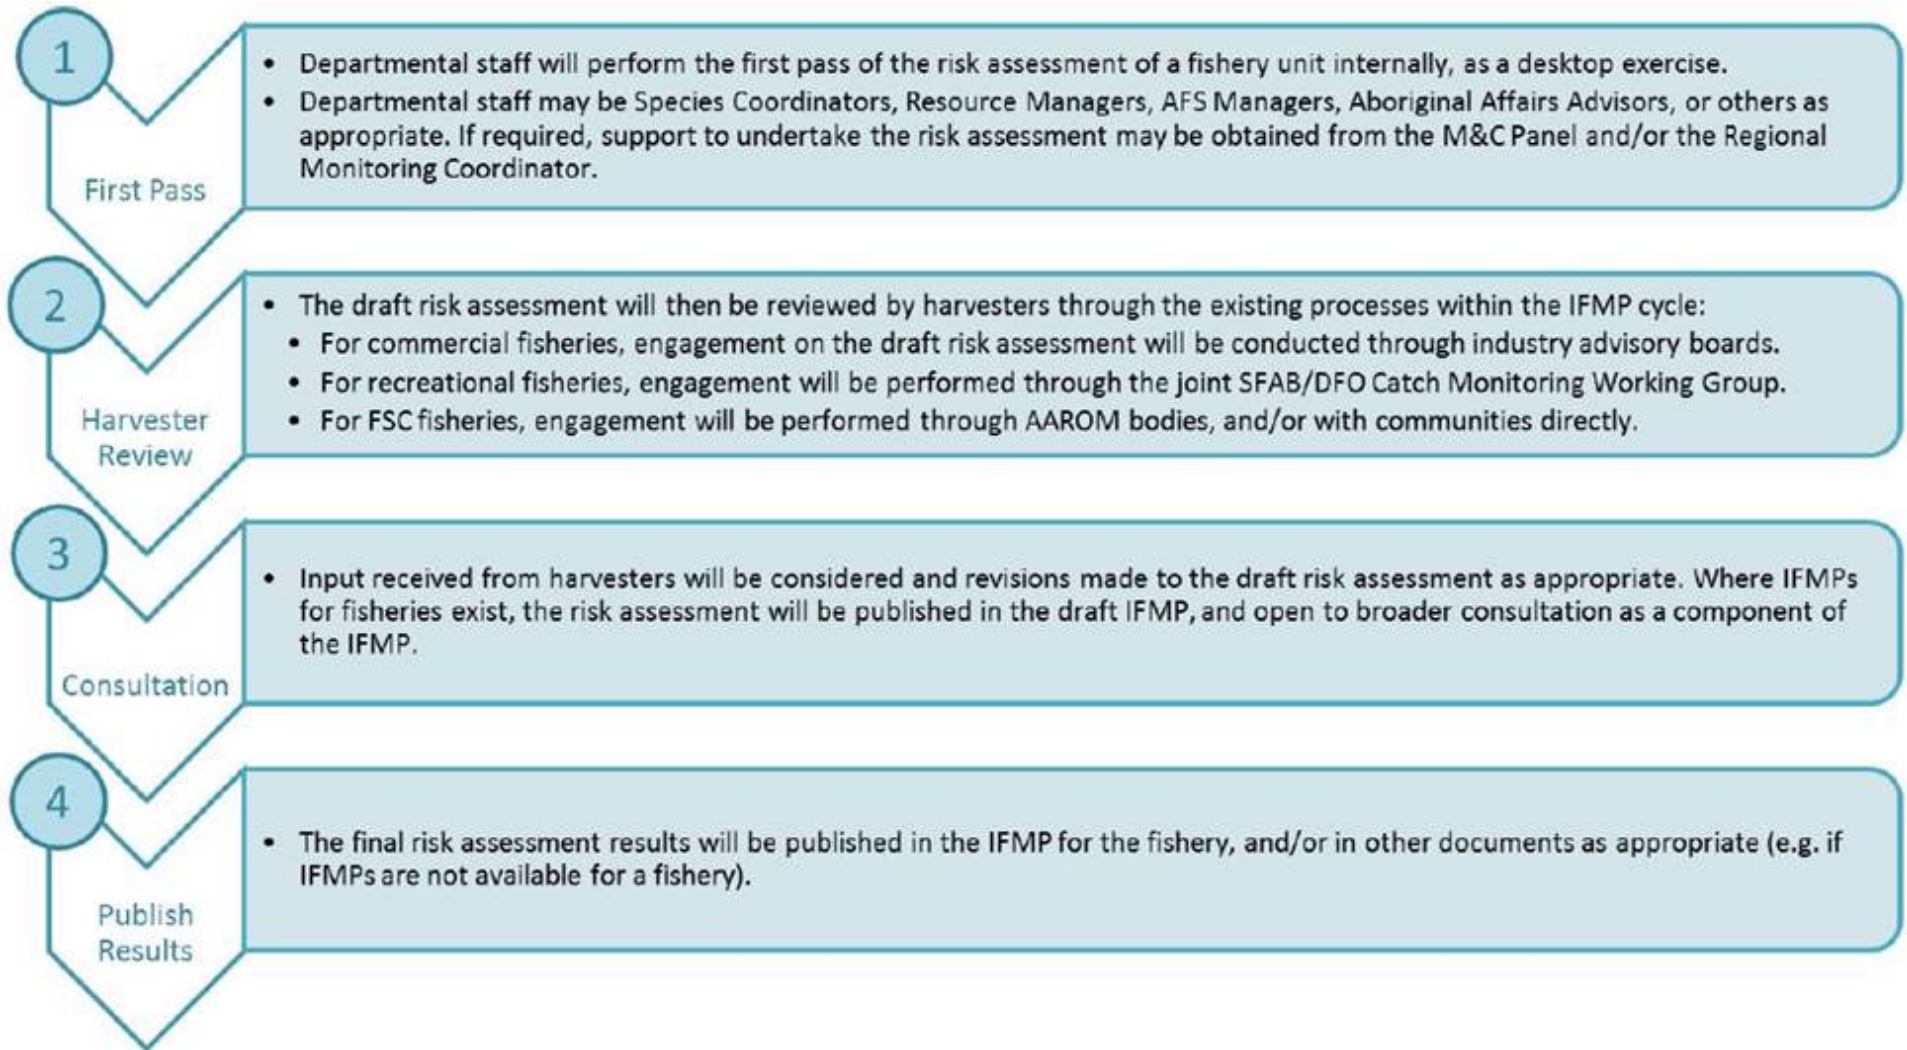 1
First Pass
• Departmental staff will perform the first pass of the risk assessment of a fishery unit internally, as a desktop exercise.
• Departmental staff may be Species Coordinators, Resource Managers, AFS Managers, Aboriginal Affairs Advisors, or others as
appropriate. If required, support to undertake the risk assessment may be obtained from the M&C Panel and/or the Regional
Monitoring Coordinator.
2
Harvester
Review
• The draft risk assessment will then be reviewed by harvesters through the existing processes within the IFMP cycle:
• For commercial fisheries, engagement on the draft risk assessment will be conducted through industry advisory boards.
• For recreational fisheries, engagement will be performed through the joint SFAB/DFO Catch Monitoring Working Group.
• For FSC fisheries, engagement will be performed through AAROM bodies, and/or with communities directly.
3
Consultation
• Input received from harvesters will be considered and revisions made to the draft risk assessment as appropriate. Where IFMPs
for fisheries exist, the risk assessment will be published in the draft IFMP, and open to broader consultation as a component of
the IFMP.
4
Publish
Results
• The final risk assessment results will be published in the IFMP for the fishery, and/or in other documents as appropriate (e.g. if
IFMPs are not available for a fishery).